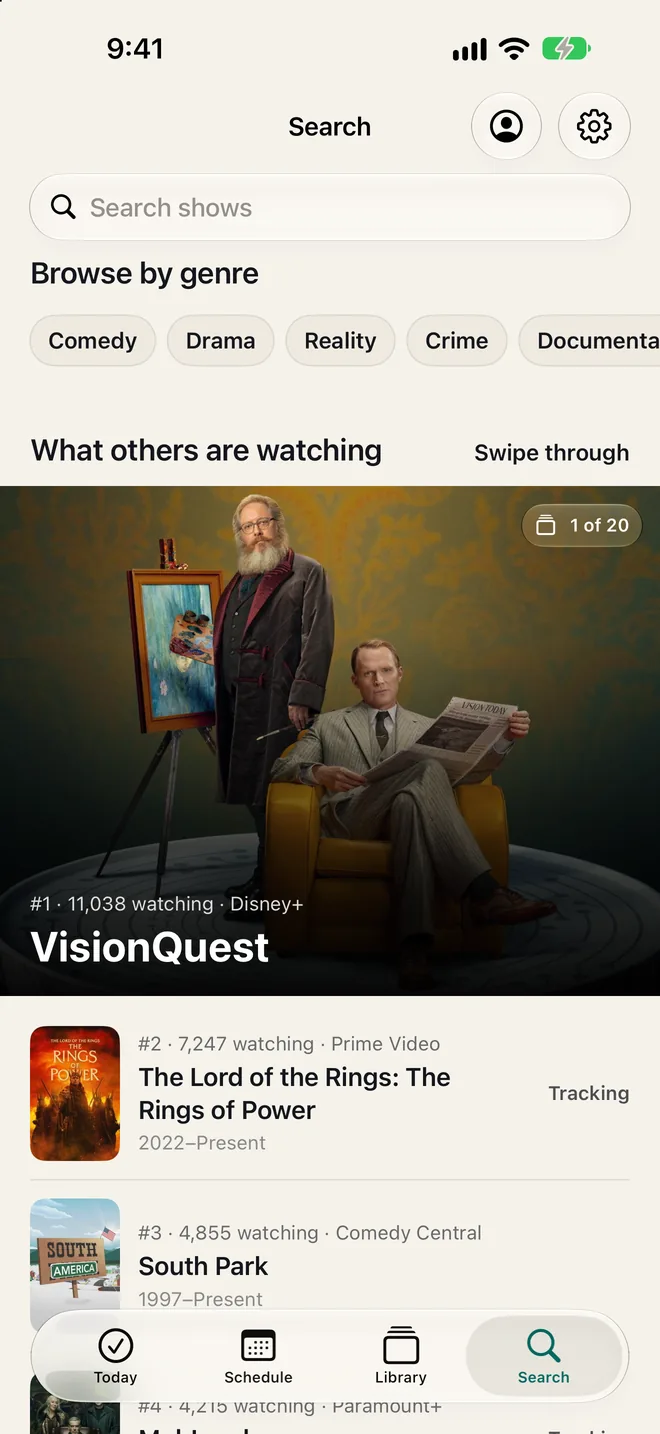 9:41
Search
Search shows
Browse by genre
Comedy
Drama
Reality
Crime
Documenta
What others are watching
Swipe through
1 of 20
VISION TODAY
#1 · 11,038 watching · Disney+
VisionQuest
THE LORD OF THE RINGS
THE
RINGS
OF
POWER
#2 · 7,247 watching · Prime Video
The Lord of the Rings: The
Rings of Power
2022–Present
Tracking
SOUTH
AMERICA
#3 · 4,855 watching · Comedy Central
South Park
1997–Present
Today
Schedule
Library
Search
#4 · 4,215 watching · Paramount+